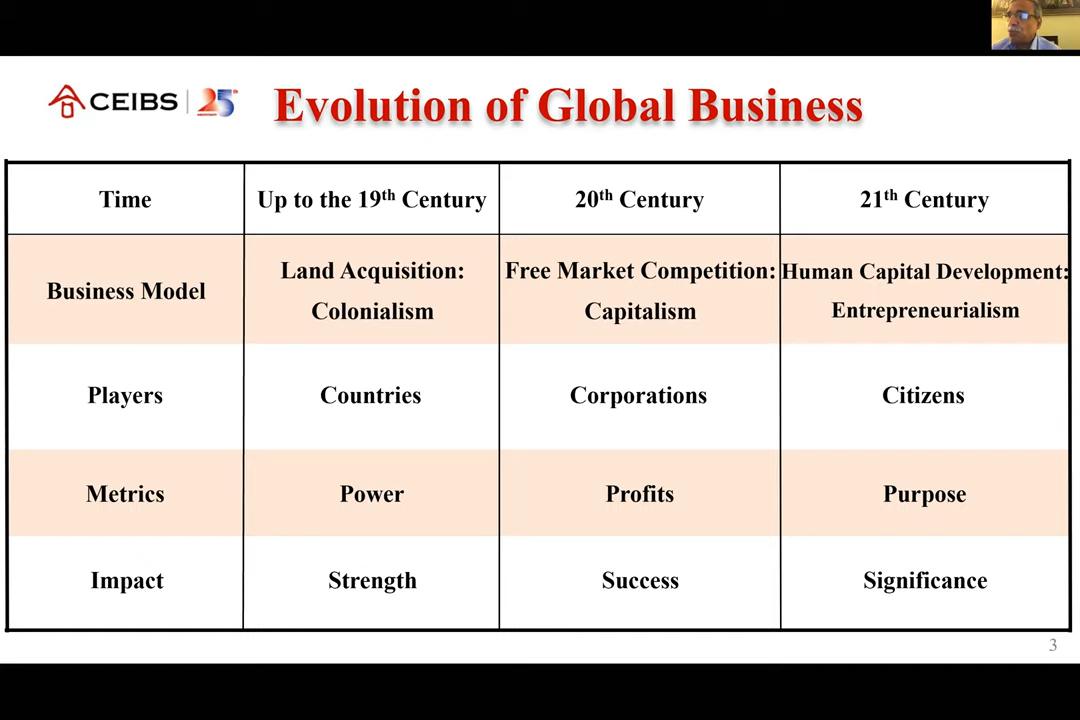 CEIBS 25
Evolution of Global Business
Time
Up to the 19th Century
20th Century
21th Century
Business Model
Land Acquisition:
Colonialism
Free Market Competition:
Capitalism
Human Capital Development:
Entrepreneurialism
Players
Countries
Corporations
Citizens
Metrics
Power
Profits
Purpose
Impact
Strength
Success
Significance
3